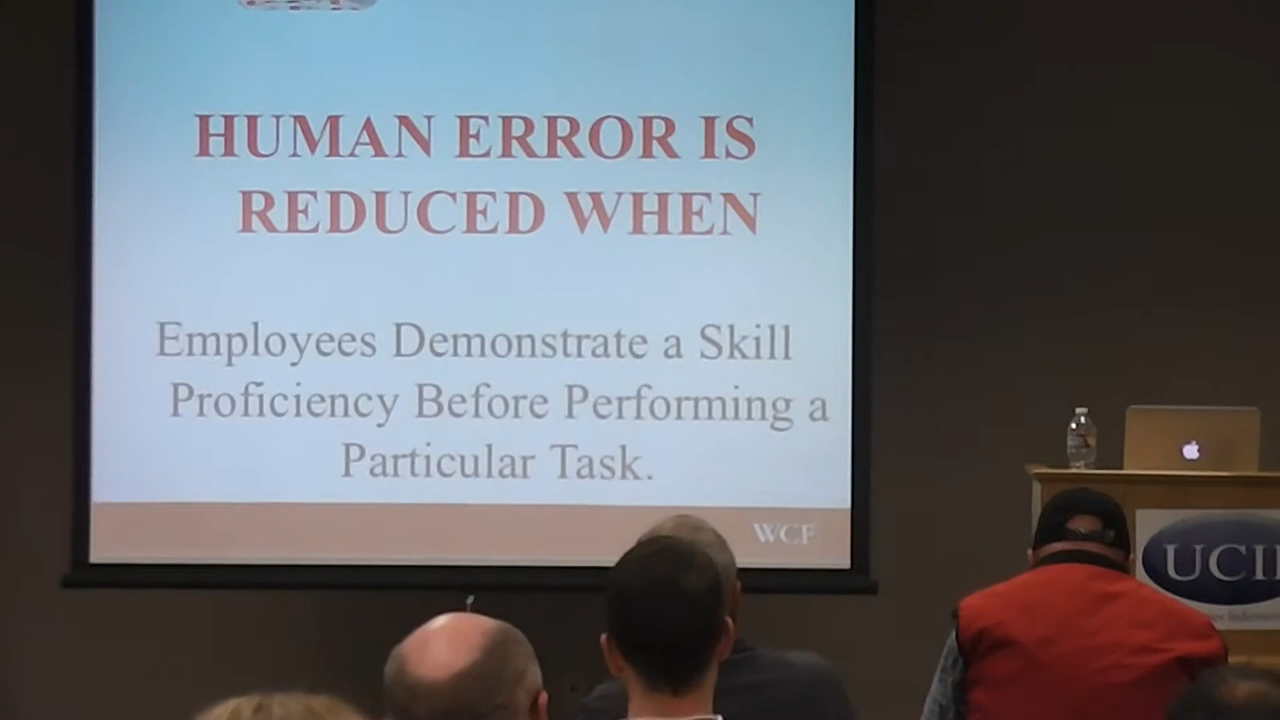 HUMAN ERROR IS
REDUCED WHEN
Employees Demonstrate a Skill
Proficiency Before Performing a
Particular Task.
WCF
UCI